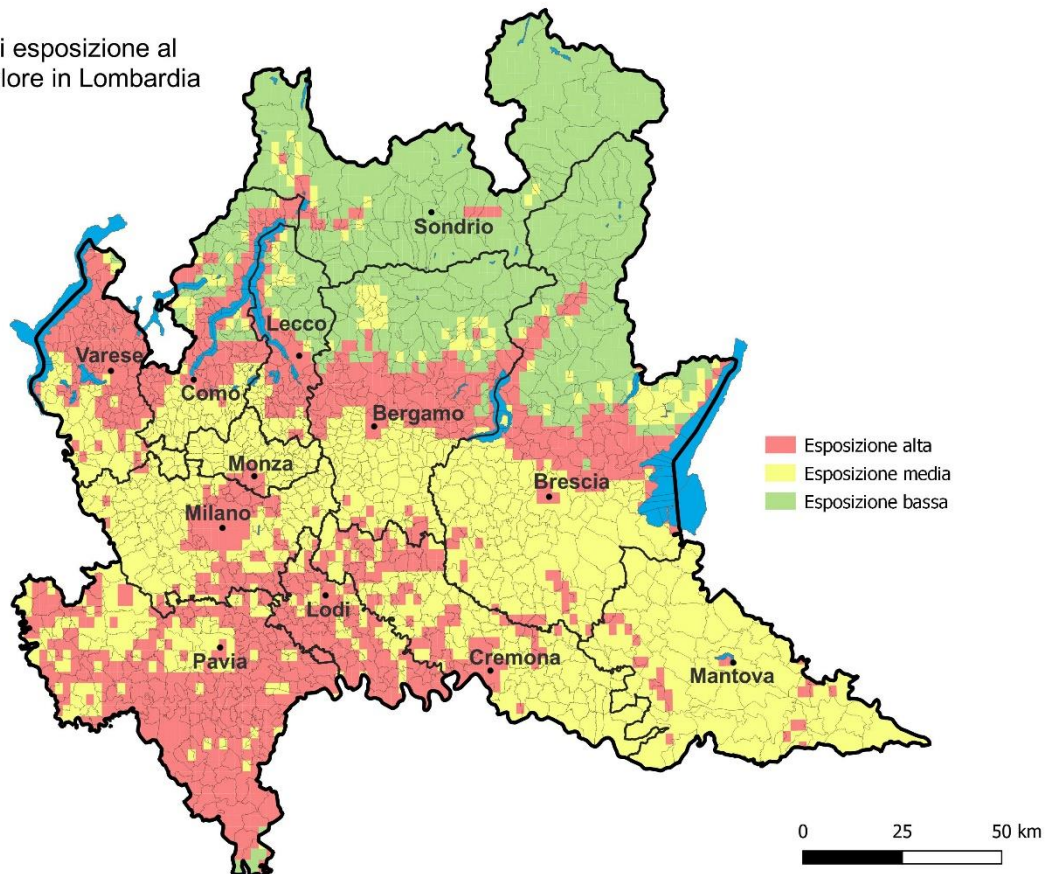 i esposizione al
lore in Lombardia
Sondrio
Lecco
Varese
Como
Bergamo
Monza
Brescia
Milano
Lodi
Pavia
Cremona
Mantova
Esposizione alta
Esposizione media
Esposizione bassa
0 25 50 km